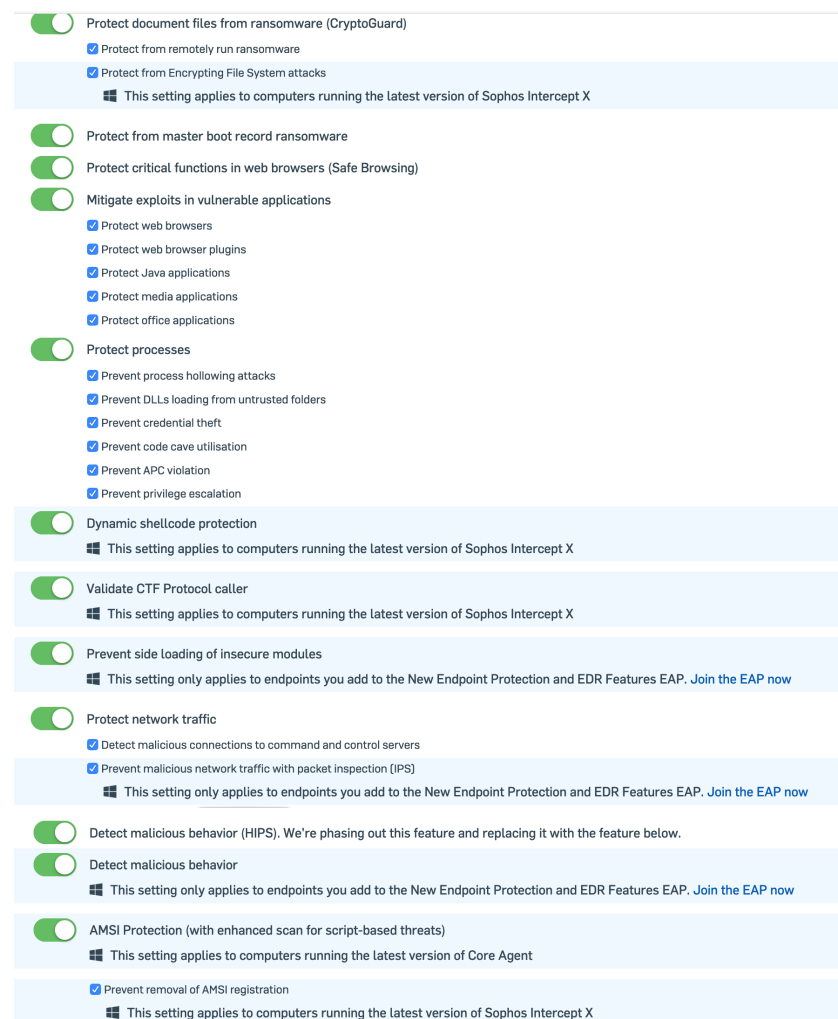 Protect document files from ransomware (CryptoGuard)
Protect from remotely run ransomware
Protect from Encrypting File System attacks
This setting applies to computers running the latest version of Sophos Intercept X
Protect from master boot record ransomware
Protect critical functions in web browsers (Safe Browsing)
Mitigate exploits in vulnerable applications
Protect web browsers
Protect web browser plugins
Protect Java applications
Protect media applications
Protect office applications
Protect processes
Prevent process hollowing attacks
Prevent DLLs loading from untrusted folders
Prevent credential theft
Prevent code cave utilisation
Prevent APC violation
Prevent privilege escalation
Dynamic shellcode protection
This setting applies to computers running the latest version of Sophos Intercept X
Validate CTF Protocol caller
This setting applies to computers running the latest version of Sophos Intercept X
Prevent side loading of insecure modules
This setting only applies to endpoints you add to the New Endpoint Protection and EDR Features EAP. Join the EAP now
Protect network traffic
Detect malicious connections to command and control servers
Prevent malicious network traffic with packet inspection (IPS)
This setting only applies to endpoints you add to the New Endpoint Protection and EDR Features EAP. Join the EAP now
Detect malicious behavior (HIPS). We're phasing out this feature and replacing it with the feature below.
Detect malicious behavior
This setting only applies to endpoints you add to the New Endpoint Protection and EDR Features EAP. Join the EAP now
AMSI Protection (with enhanced scan for script-based threats)
This setting applies to computers running the latest version of Core Agent
Prevent removal of AMSI registration
This setting applies to computers running the latest version of Sophos Intercept X